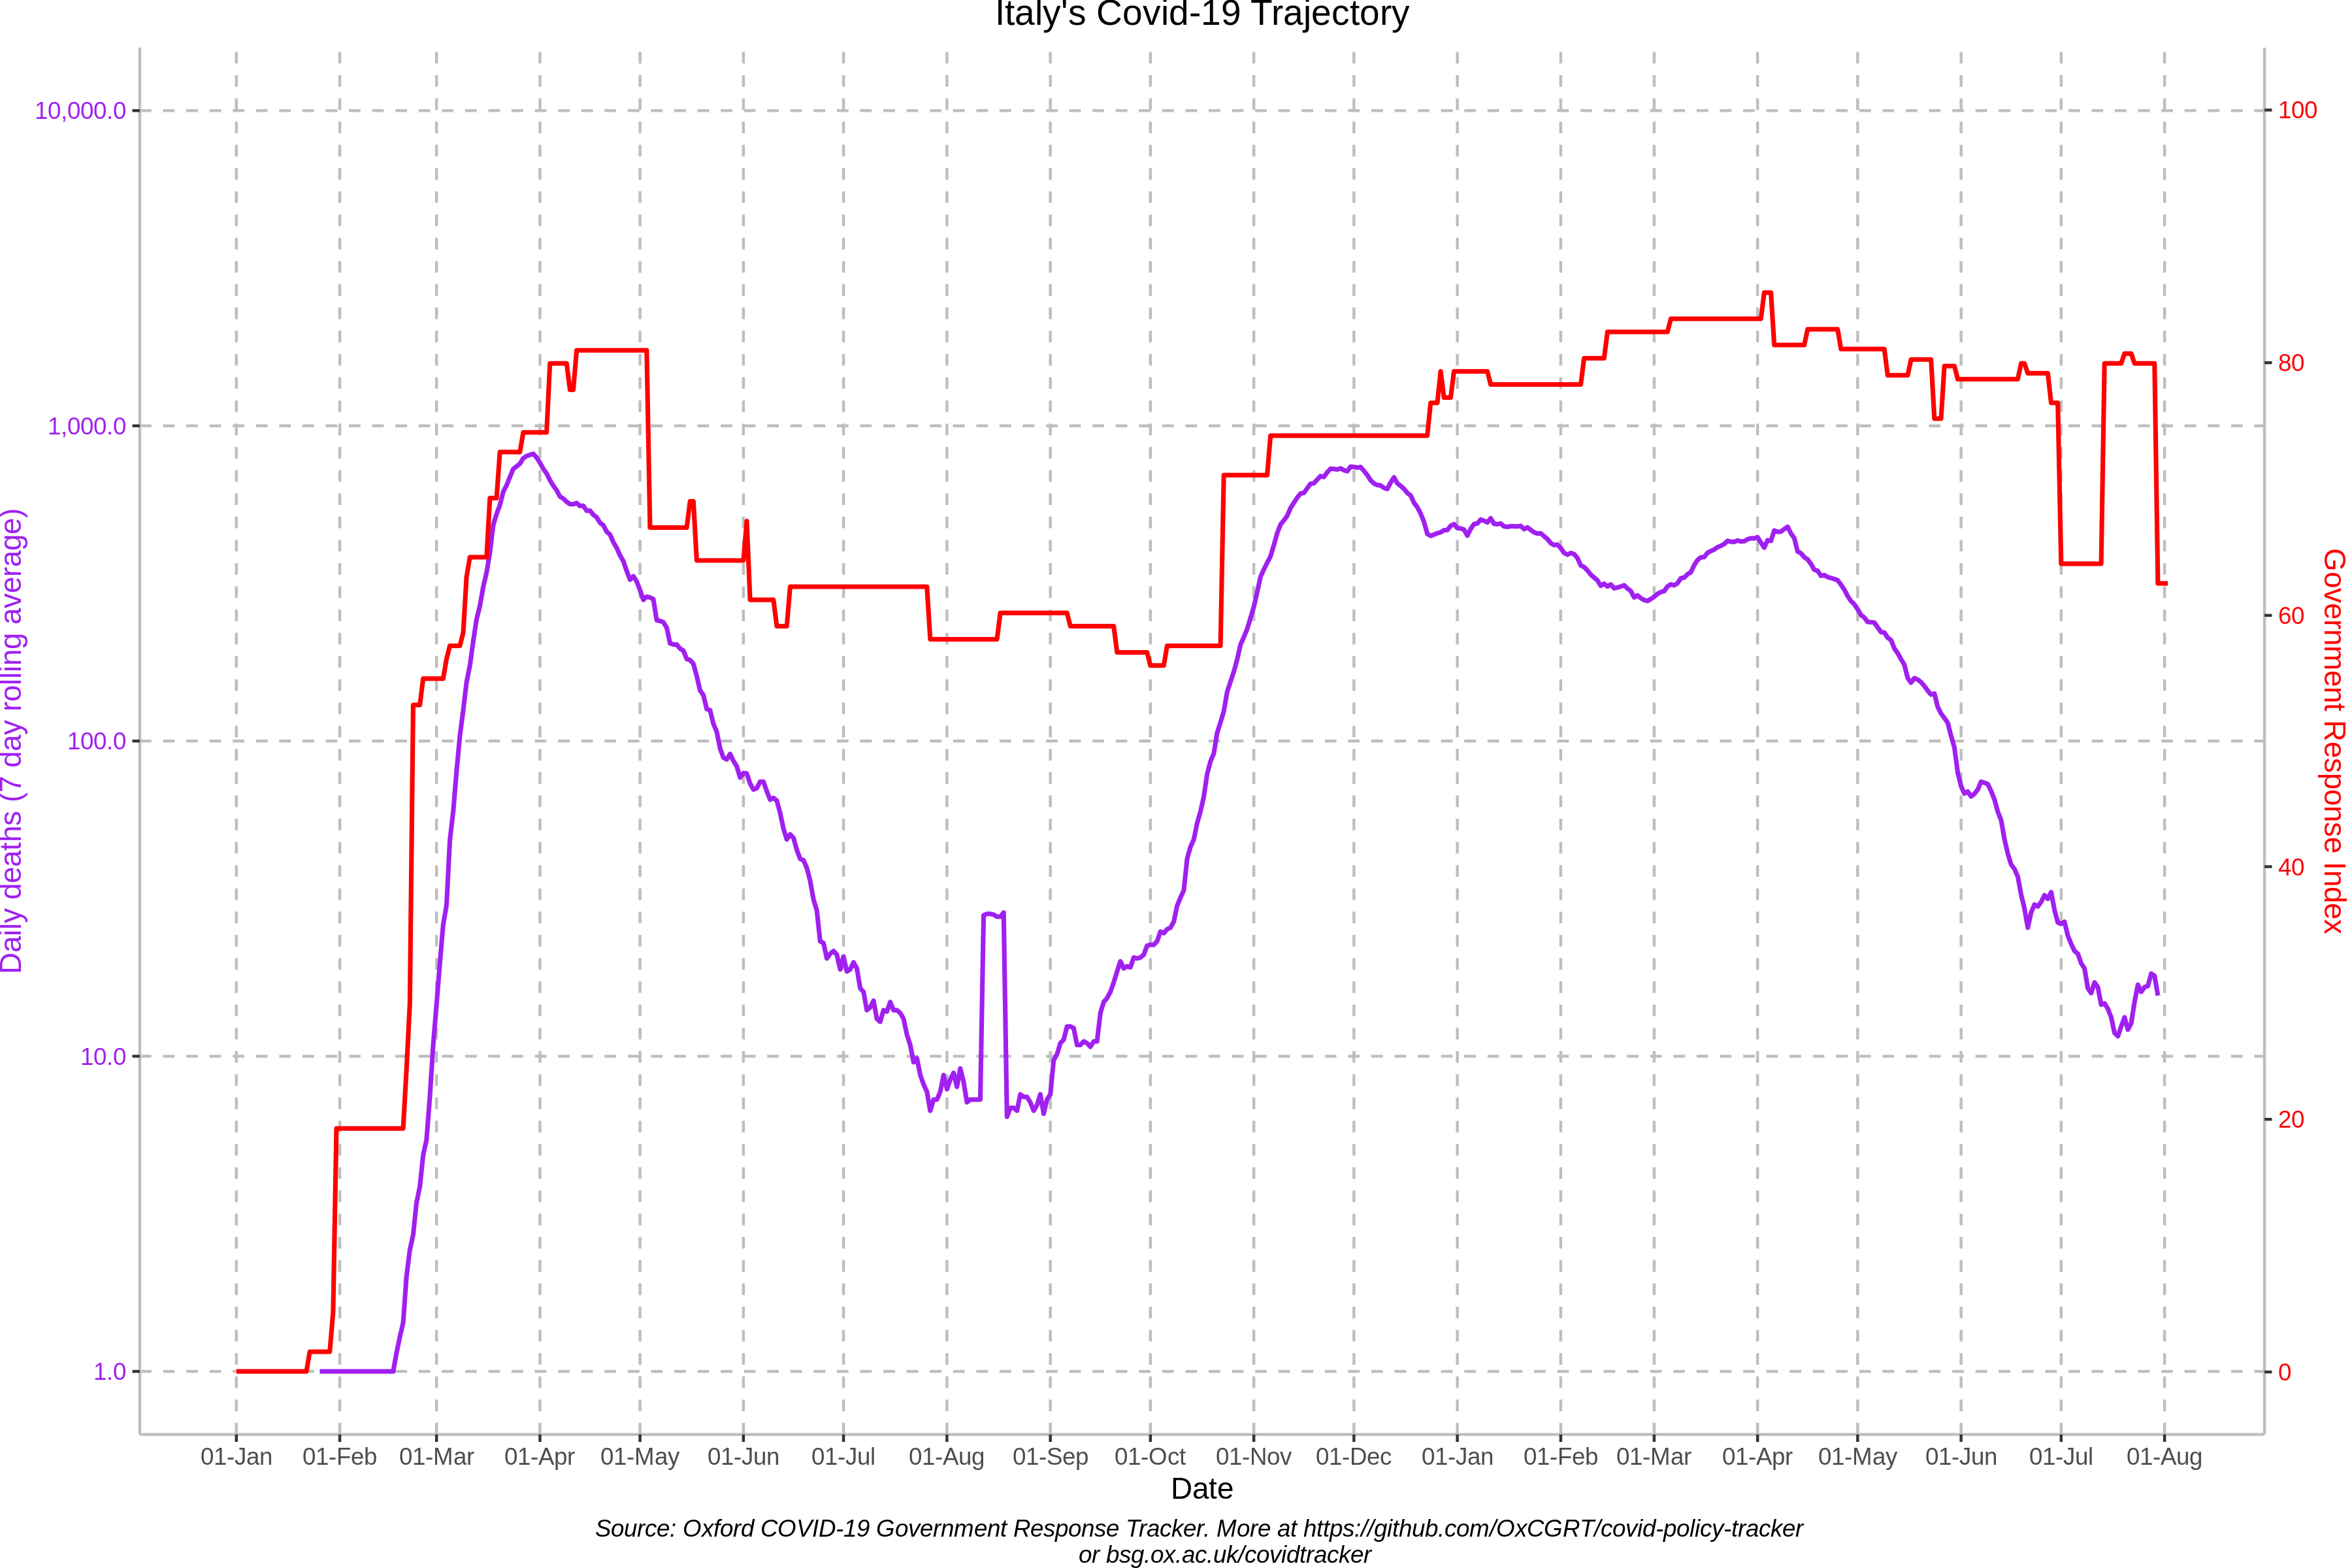 Italy's Covid-19 Trajectory
10,000.0
1,000.0
100.0
10.0
1.0
Daily deaths (7 day rolling average)
100
80
60
40
20
0
Government Response Index
01-Jan 01-Feb 01-Mar 01-Apr 01-May 01-Jun 01-Jul 01-Aug 01-Sep 01-Oct 01-Nov 01-Dec 01-Jan 01-Feb 01-Mar 01-Apr 01-May 01-Jun 01-Jul 01-Aug
Date
Source: Oxford COVID-19 Government Response Tracker. More at https://github.com/OxCGRT/covid-policy-tracker
or bsg.ox.ac.uk/covidtracker